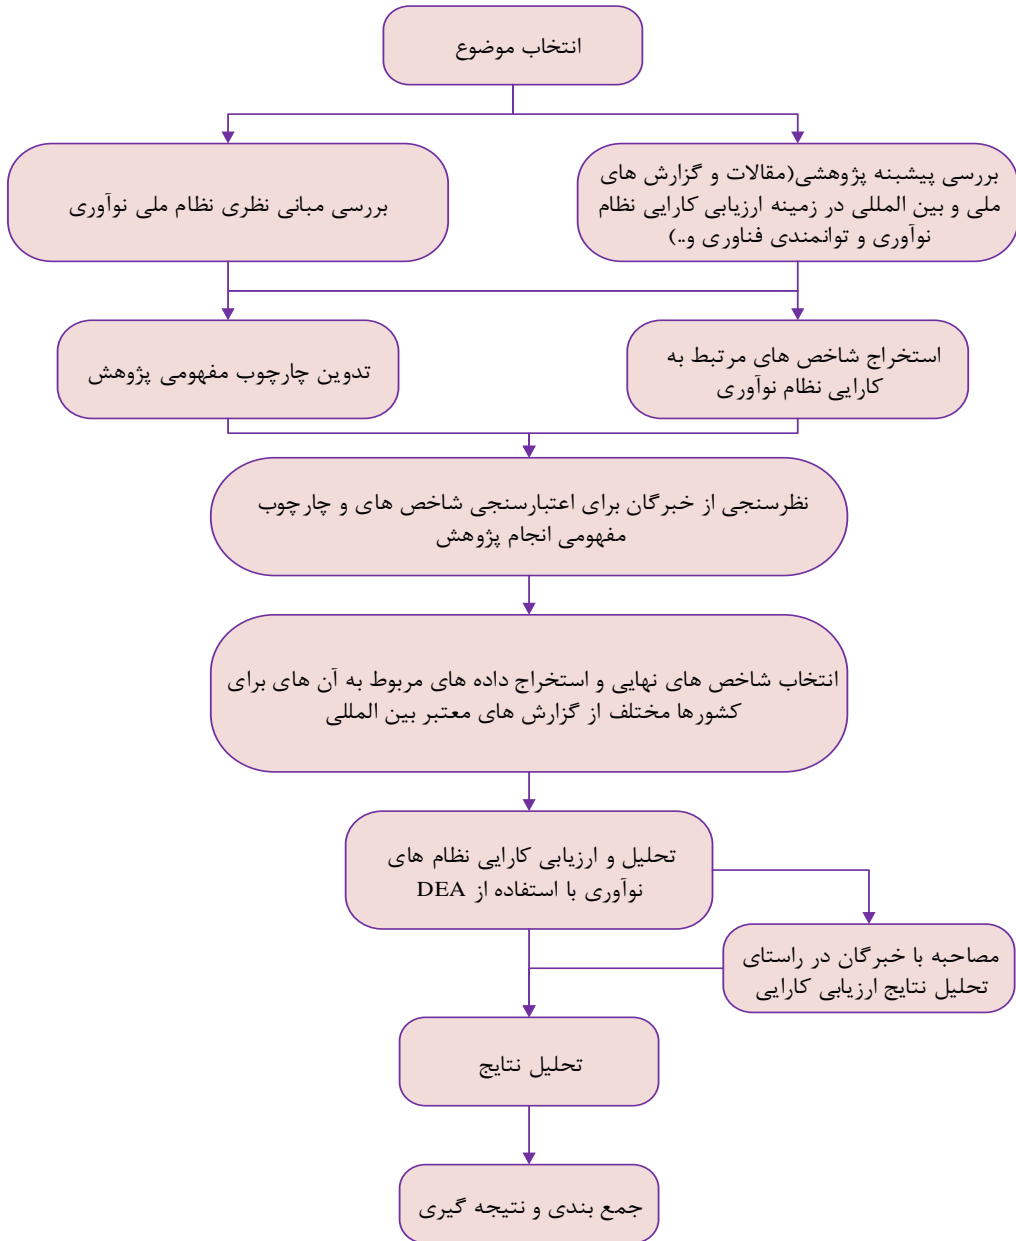 انتخاب موضوع
بررسی پیشبنه پژوهشی(مقالات و گزارش های
ملی و بین المللی در زمینه ارزیابی کارایی نظام
نوآوری و توانمندی فناوری و..)
بررسی مبانی نظری نظام ملی نوآوری
استخراج شاخص های مرتبط به
کارایی نظام نوآوری
تدوین چارچوب مفهومی پژوهش
نظرسنجی از خبرگان برای اعتبارسنجی شاخص های و چارچوب
مفهومی انجام پژوهش
انتخاب شاخص های نهایی و استخراج داده های مربوط به آن های برای
کشورها مختلف از گزارش های معتبر بین المللی
تحلیل و ارزیابی کارایی نظام های
نوآوری با استفاده از DEA
مصاحبه با خبرگان در راستای
تحلیل نتایج ارزیابی کارایی
تحلیل نتایج
جمع بندی و نتیجه گیری